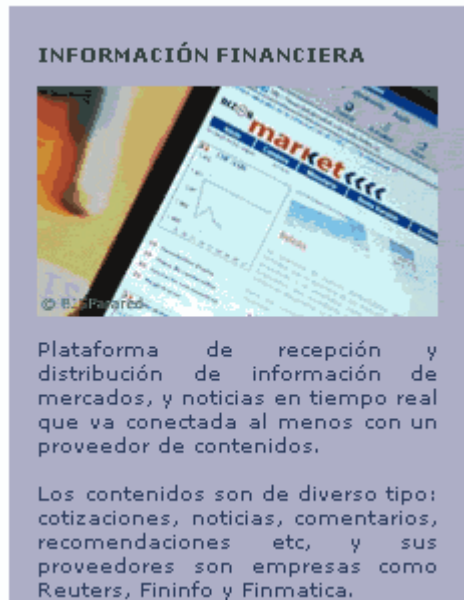 INFORMACIÓN FINANCIERA
market
Plataforma de recepción y
distribución de información de
mercados, y noticias en tiempo real
que va conectada al menos con un
proveedor de contenidos.
Los contenidos son de diverso tipo:
cotizaciones, noticias, comentarios,
recomendaciones etc, y sus
proveedores son empresas como
Reuters, Fininfo y Finmatica.